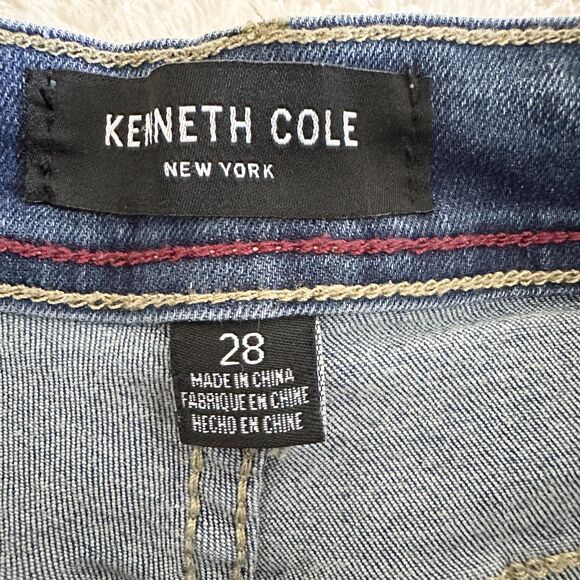 KENNETH COLE
NEW YORK
28
MADE IN CHINA
FABRIQUE EN CHINE
HECHO EN CHINE